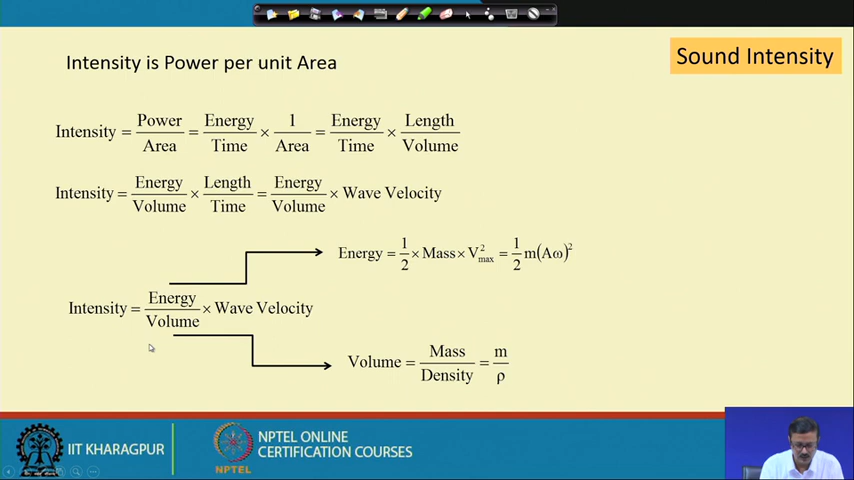 Sound Intensity
Intensity is Power per unit Area
Intensity = Power/Area = Energy/Time × 1/Area = Energy/Time × Length/Volume
Intensity = Energy/Volume × Length/Time = Energy/Volume × Wave Velocity
Energy = 1/2 × Mass × V²max = 1/2 m(Aω)²
Intensity = Energy/Volume × Wave Velocity
Volume = Mass/Density = m/ρ
IIT KHARAGPUR
NPTEL
NPTEL ONLINE
CERTIFICATION COURSES